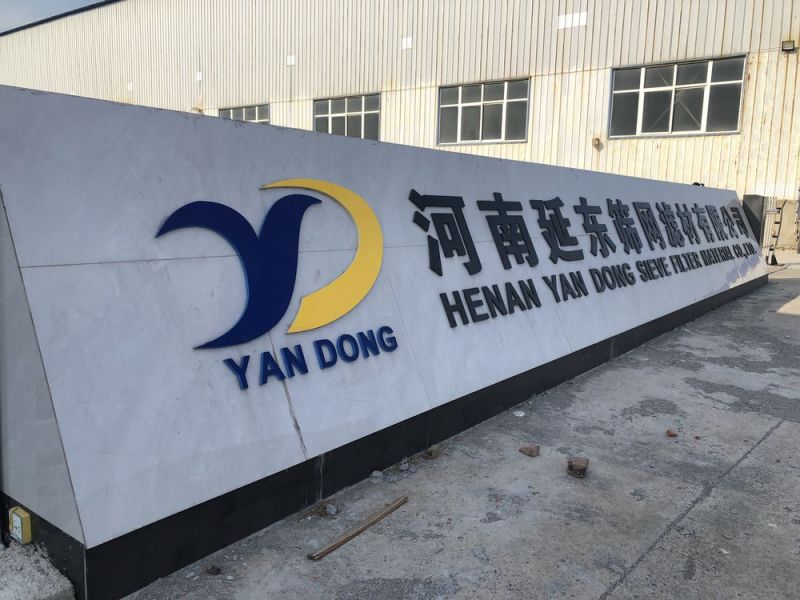 YAN DONG
河南延东筛网滤材有限公司
HENAN YAN DONG SIEVE FILTER MATERIAL CO.,LTD.